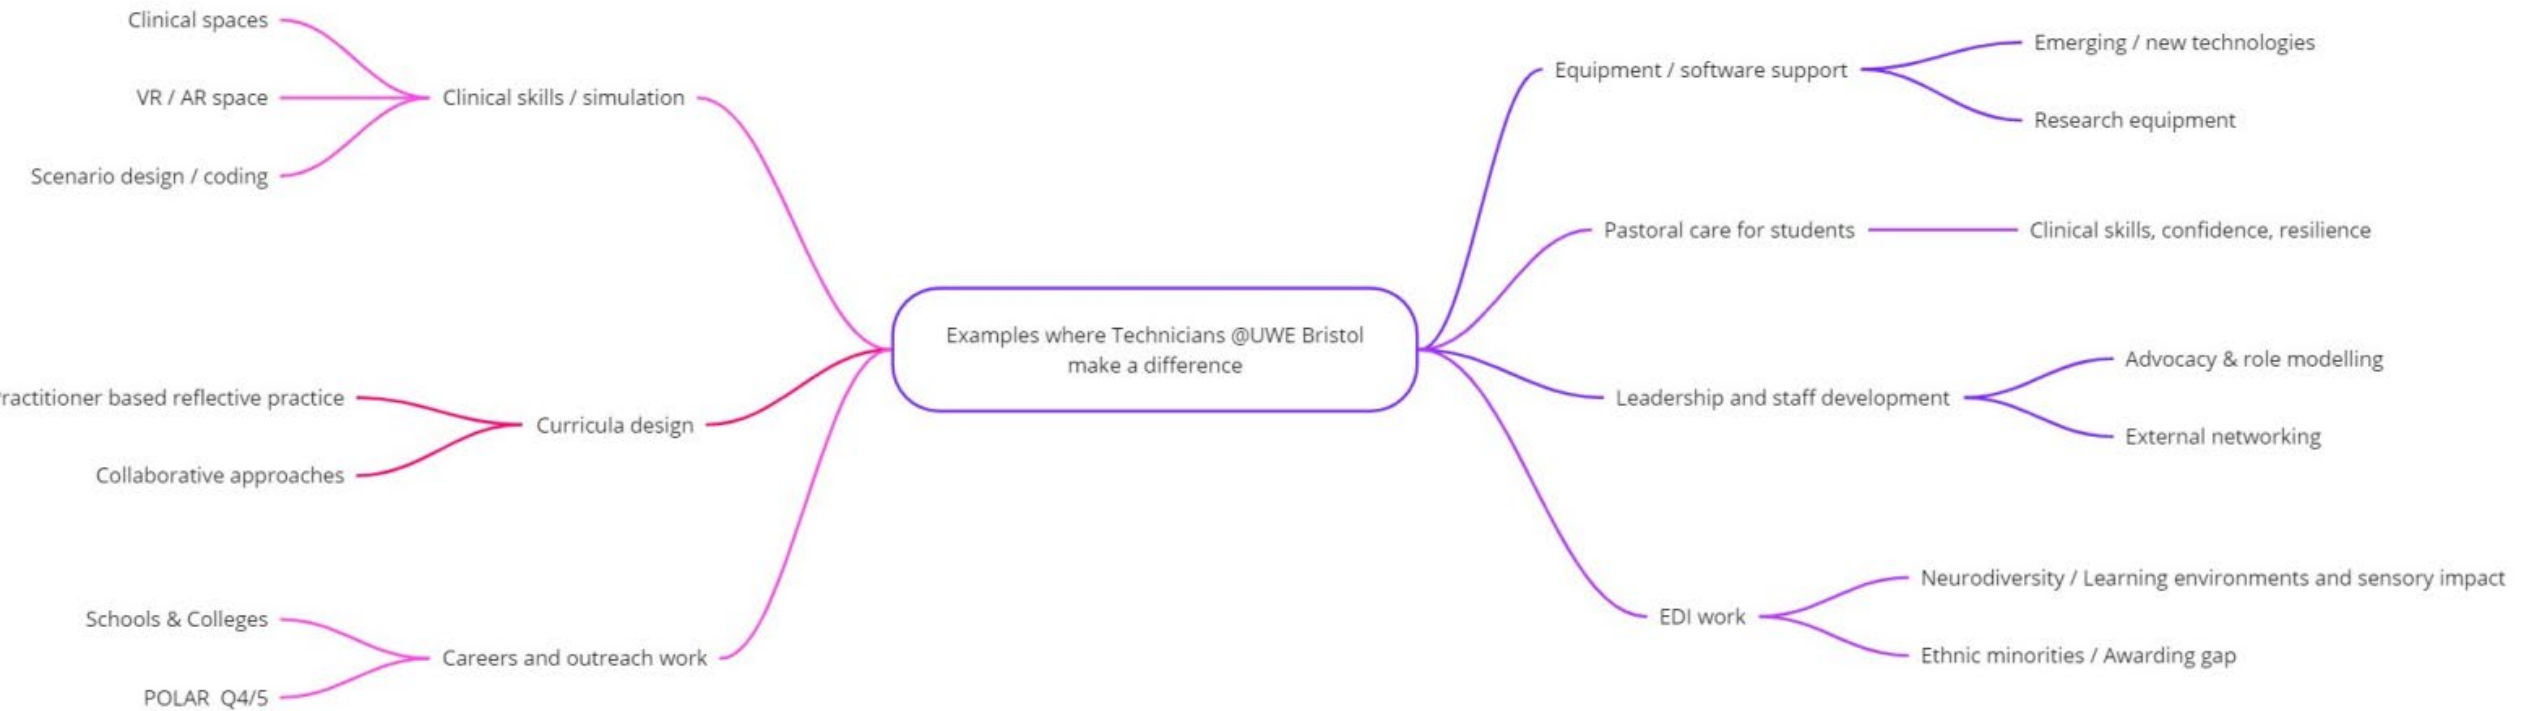 Clinical spaces
VR / AR space
Scenario design / coding
Clinical skills / simulation
based reflective practice
Collaborative approaches
Curricula design
Schools & Colleges
POLAR Q4/5
Careers and outreach work
Examples where Technicians @UWE Bristol
make a difference
Equipment / software support
Emerging / new technologies
Research equipment
Pastoral care for students
Clinical skills, confidence, resilience
Leadership and staff development
Advocacy & role modelling
External networking
EDI work
Neurodiversity / Learning environments and sensory impact
Ethnic minorities / Awarding gap